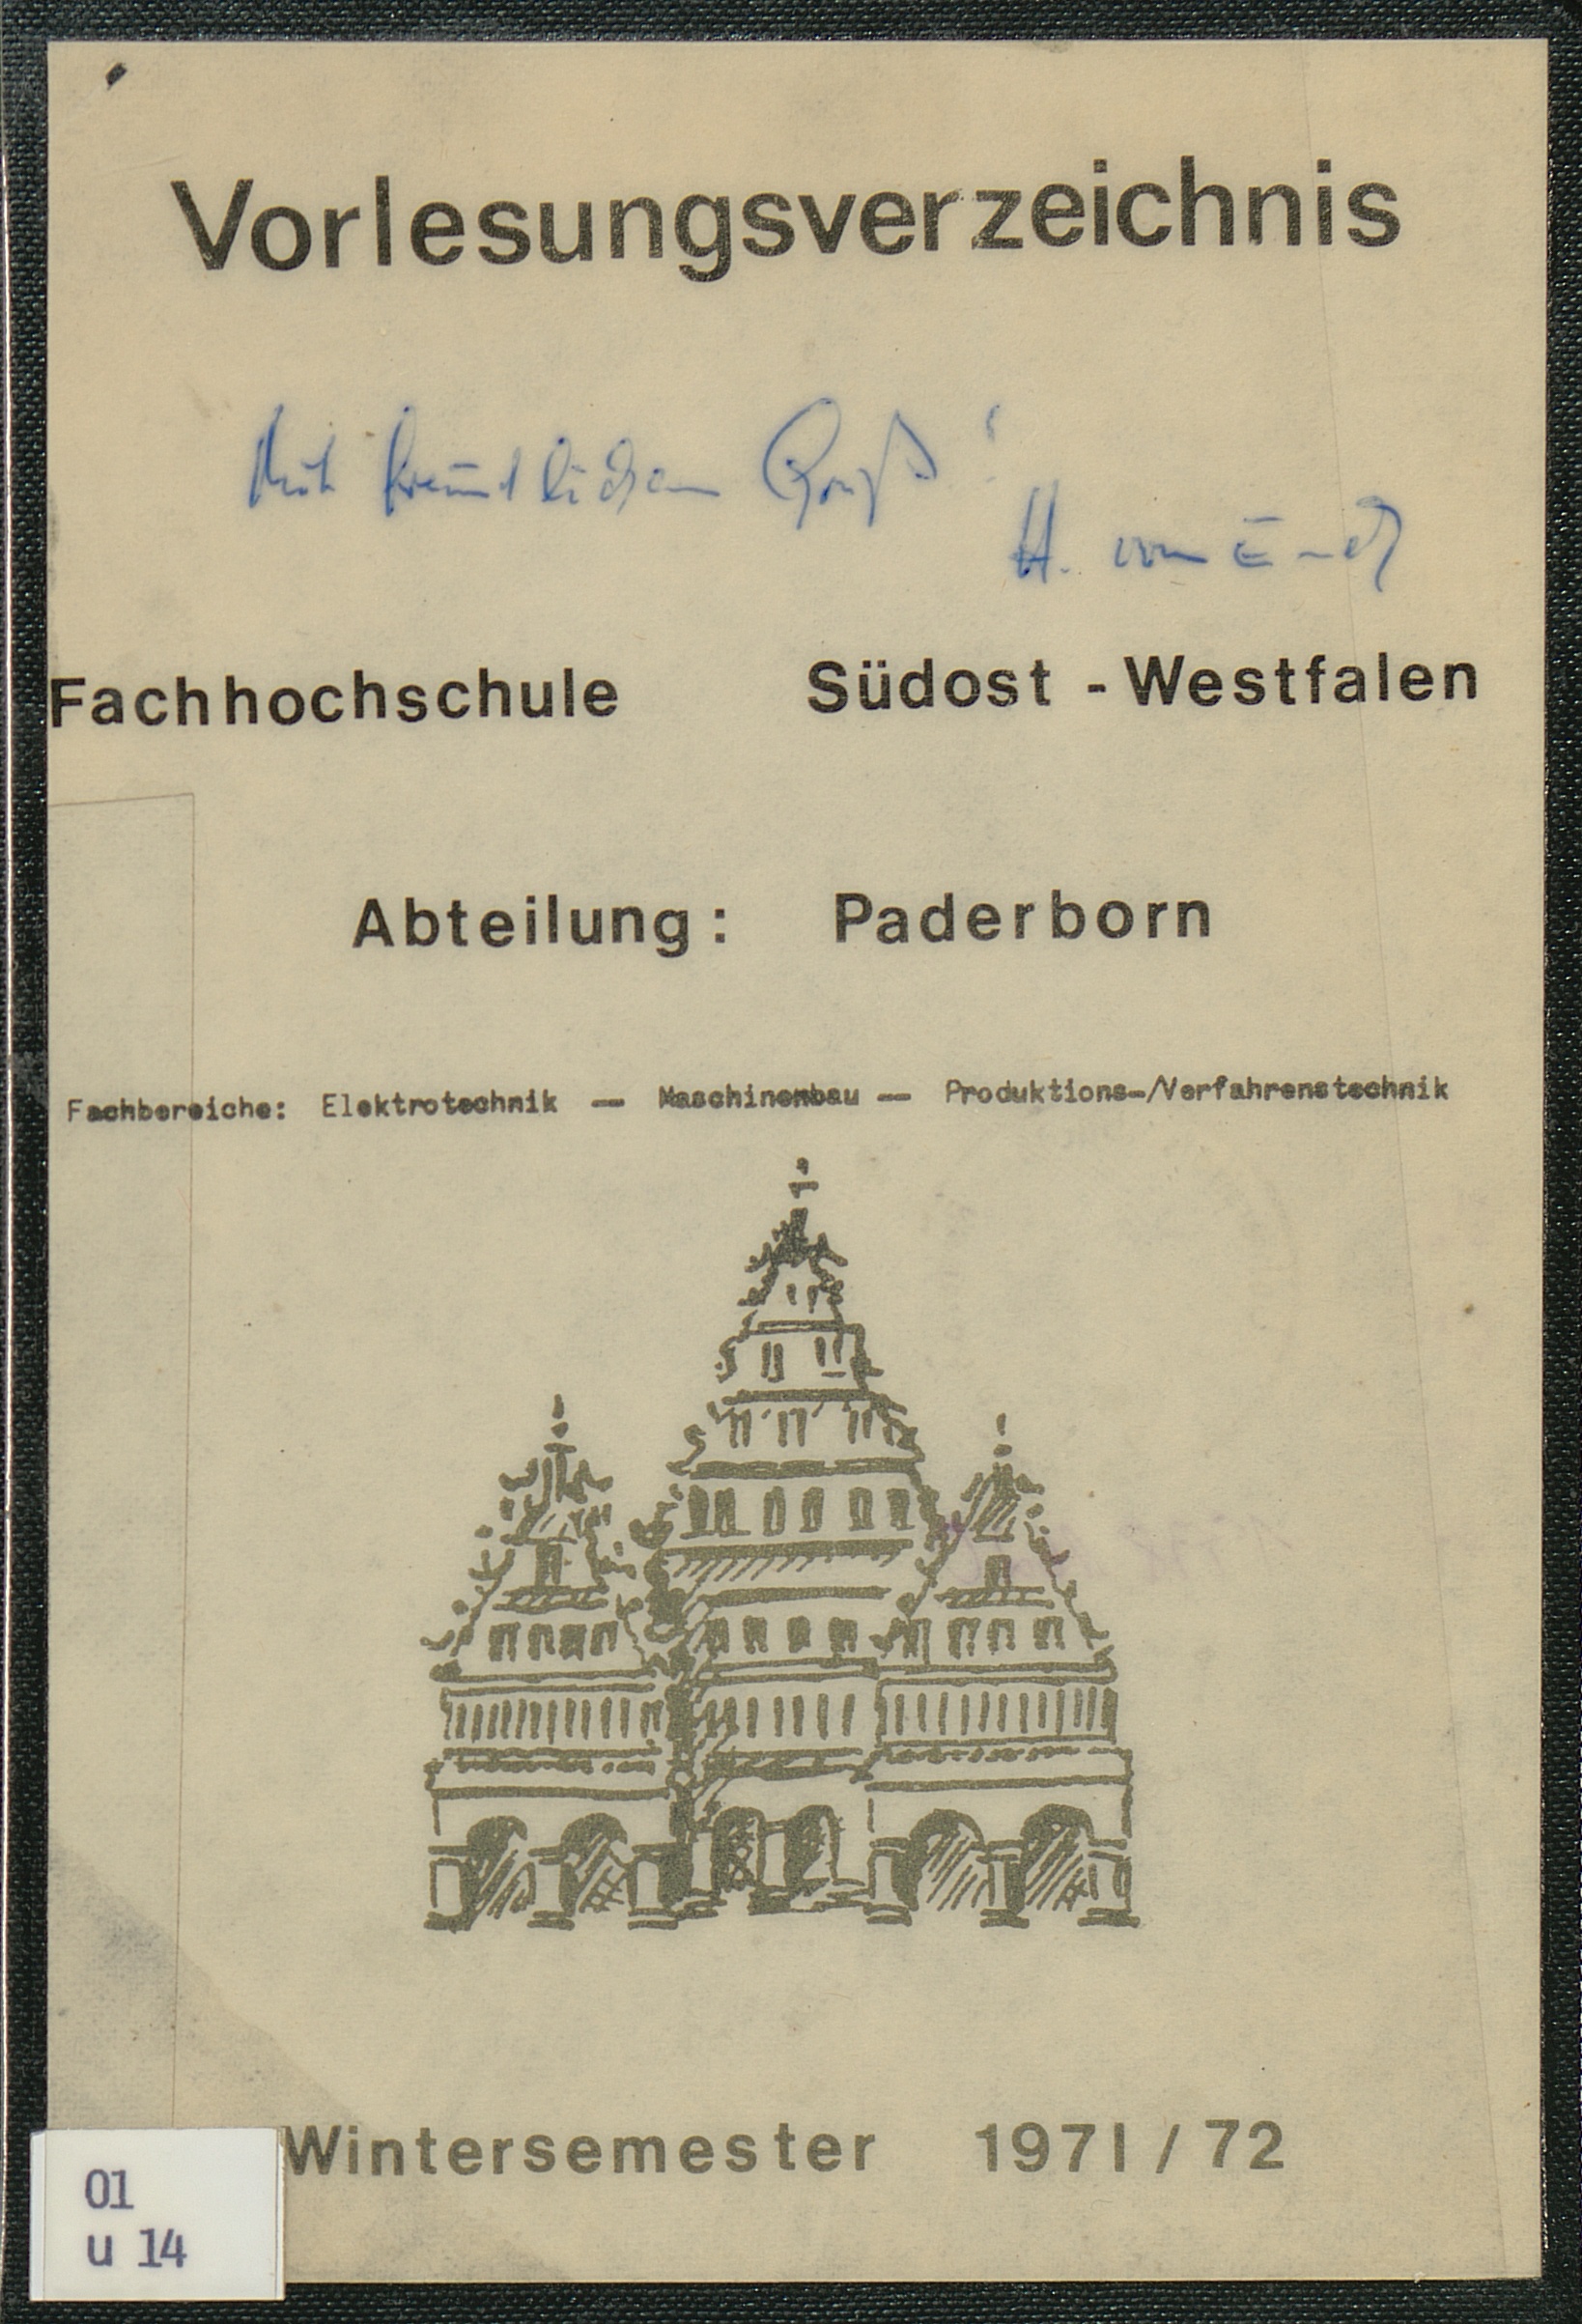 Vorlesungsverzeichnis
Mit freundlichem Gruß!
H. von
Fachhochschule Südost - Westfalen
Abteilung: Paderborn
Fachbereiche: Elektrotechnik — Maschinenbau — Produktions-/Verfahrenstechnik
Wintersemester 1971 / 72
01
u 14